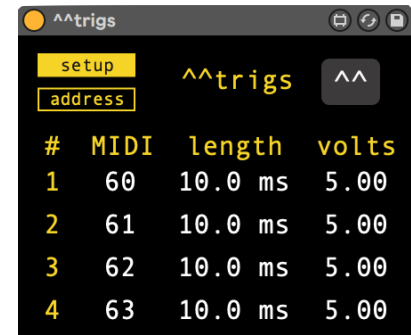 ^^trigs
setup
^^trigs ^^
address
# MIDI length volts
1 60 10.0 ms 5.00
2 61 10.0 ms 5.00
3 62 10.0 ms 5.00
4 63 10.0 ms 5.00